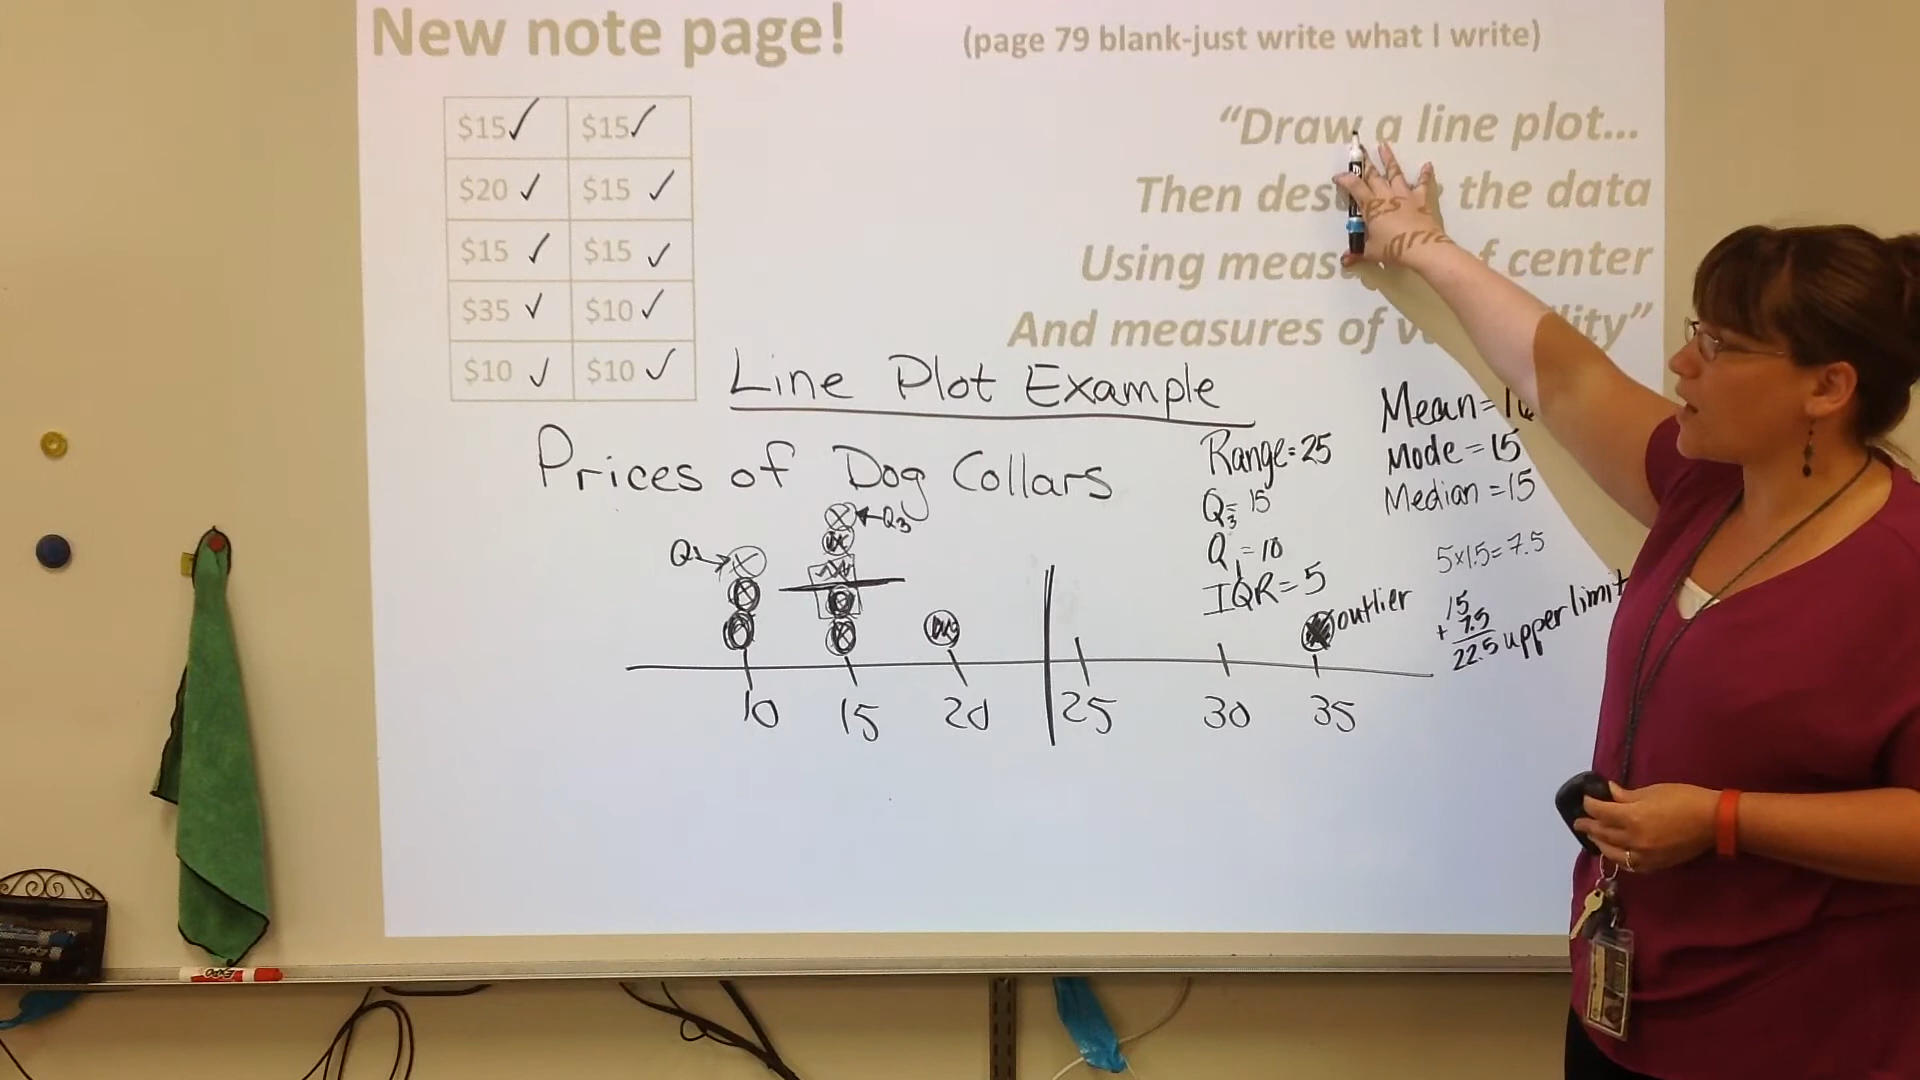 New note page!
(page 79 blank-just write what I write)
$15✓ $15✓
$20 ✓ $15 ✓
$15 ✓ $15 ✓
$35 ✓ $10 ✓
$10 ✓ $10 ✓
“Draw a line plot...
Then the data
Using center
And measures of
Line Plot Example
Prices of Dog Collars
Range=25
Q3= 15
Q1 = 10
IQR=5
Mean=
Mode=15
Median=15
5x1.5=7.5
15
+ 7.5
22.5 upper limit
Q1
Q3
outlier
10 15 20 25 30 35
EXPO